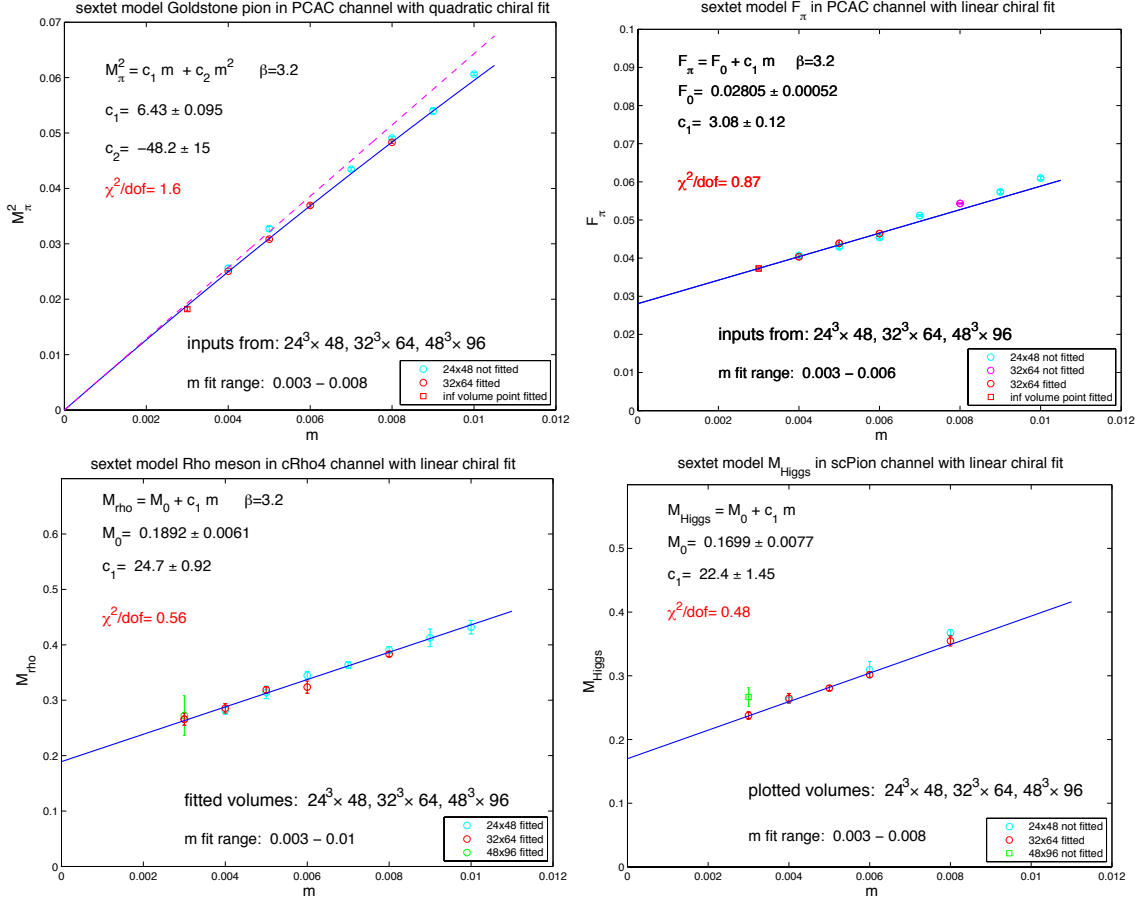 sextet model Goldstone pion in PCAC channel with quadratic chiral fit
0.07
0.06
0.05
0.04
0.03
0.02
0.01
0
M_π^2
M_π^2 = c_1 m + c_2 m^2 β=3.2
c_1= 6.43 ± 0.095
c_2= −48.2 ± 15
χ^2/dof= 1.6
inputs from: 24^3× 48, 32^3× 64, 48^3× 96
m fit range: 0.003 − 0.008
24x48 not fitted
32x64 fitted
inf volume point fitted
0 0.002 0.004 0.006 0.008 0.01 0.012
m
sextet model F_π in PCAC channel with linear chiral fit
0.1
0.09
0.08
0.07
0.06
0.05
0.04
0.03
0.02
0.01
0
F_π
F_π = F_0 + c_1 m β=3.2
F_0= 0.02805 ± 0.00052
c_1= 3.08 ± 0.12
χ^2/dof= 0.87
inputs from: 24^3× 48, 32^3× 64, 48^3× 96
m fit range: 0.003 − 0.006
24x48 not fitted
32x64 not fitted
32x64 fitted
inf volume point fitted
0 0.002 0.004 0.006 0.008 0.01 0.012
m
sextet model Rho meson in cRho4 channel with linear chiral fit
0.6
0.5
0.4
0.3
0.2
0.1
0
M_rho
M_rho = M_0 + c_1 m β=3.2
M_0= 0.1892 ± 0.0061
c_1= 24.7 ± 0.92
χ^2/dof= 0.56
fitted volumes: 24^3× 48, 32^3× 64, 48^3× 96
m fit range: 0.003 − 0.01
24x48 fitted
32x64 fitted
48x96 fitted
0 0.002 0.004 0.006 0.008 0.01 0.012
m
sextet model M_Higgs in scPion channel with linear chiral fit
0.5
0.4
0.3
0.2
0.1
0
M_Higgs
M_Higgs = M_0 + c_1 m
M_0= 0.1699 ± 0.0077
c_1= 22.4 ± 1.45
χ^2/dof= 0.48
plotted volumes: 24^3× 48, 32^3× 64, 48^3× 96
m fit range: 0.003 − 0.008
24x48 not fitted
32x64 fitted
48x96 not fitted
0 0.002 0.004 0.006 0.008 0.01 0.012
m